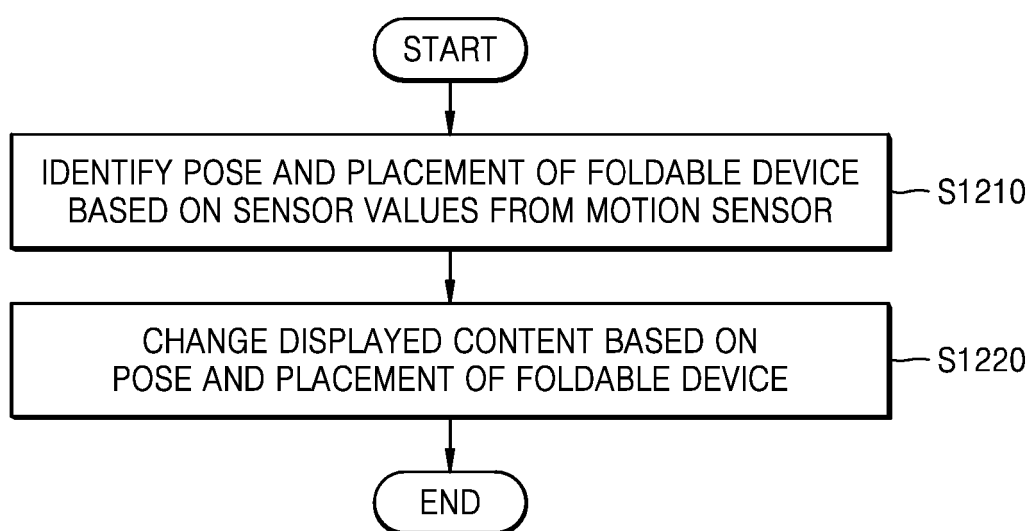 START
IDENTIFY POSE AND PLACEMENT OF FOLDABLE DEVICE
BASED ON SENSOR VALUES FROM MOTION SENSOR
S1210
CHANGE DISPLAYED CONTENT BASED ON
POSE AND PLACEMENT OF FOLDABLE DEVICE
S1220
END